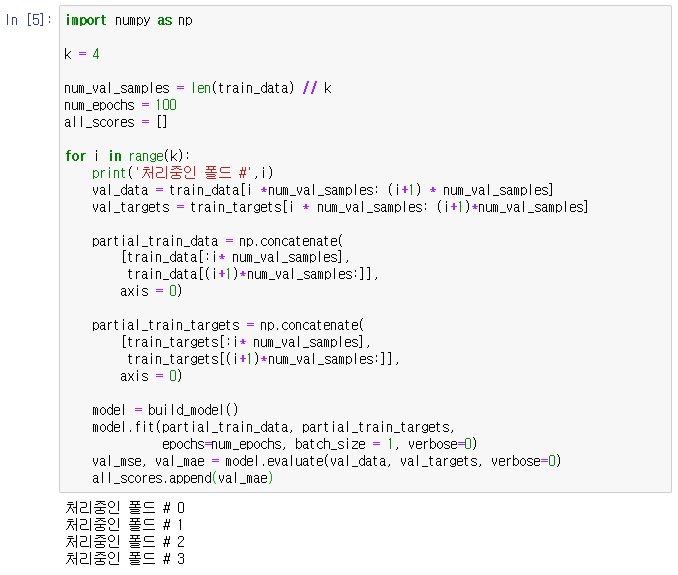 In [5]: import numpy as np
k = 4
num_val_samples = len(train_data) // k
num_epochs = 100
all_scores = []
for i in range(k):
    print('처리중인 폴드 #',i)
    val_data = train_data[i *num_val_samples: (i+1) * num_val_samples]
    val_targets = train_targets[i * num_val_samples: (i+1)*num_val_samples]
    partial_train_data = np.concatenate(
        [train_data[:i* num_val_samples],
         train_data[(i+1)*num_val_samples:]],
        axis = 0)
    partial_train_targets = np.concatenate(
        [train_targets[:i* num_val_samples],
         train_targets[(i+1)*num_val_samples:]],
        axis = 0)
    model = build_model()
    model.fit(partial_train_data, partial_train_targets,
              epochs=num_epochs, batch_size = 1, verbose=0)
    val_mse, val_mae = model.evaluate(val_data, val_targets, verbose=0)
    all_scores.append(val_mae)
처리중인 폴드 # 0
처리중인 폴드 # 1
처리중인 폴드 # 2
처리중인 폴드 # 3